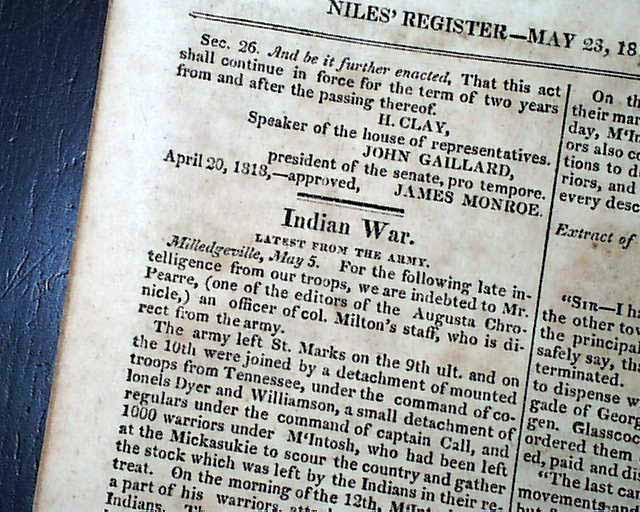 NILES' REGISTER—MAY 23, 18
Sec. 26. And be it further enacted, That this act
shall continue in force for the term of two years
from and after the passing thereof.
H. CLAY,
Speaker of the house of representatives.
JOHN GAILLARD,
president of the senate, pro tempore.
April 20, 1818,—approved, JAMES MONROE.
Indian War.
LATEST FROM THE ARMY.
Milledgeville, May 5. For the following late in-
telligence from our troops, we are indebted to Mr.
Pearre, (one of the editors of the Augusta Chro-
nicle,) an officer of col. Milton's staff, who is di-
rect from the army.
The army left St. Marks on the 9th ult. and on
the 10th were joined by a detachment of mounted
troops from Tennessee, under the command of co-
lonels Dyer and Williamson, a small detachment of
regulars under the command of captain Call, and
1000 warriors under M'Intosh, who had been left
at the Mickasukie to scour the country and gather
the stock which was left by the Indians in their re-
treat. On the morning of the 12th, M'Int
a part of his warriors, atta
Indians.
On th
their mar
day, M'In
ors also co
tions to d
riors, and
every desc
Extract of
"SIR—I ha
the other tov
the principal
safely say, tha
terminated.
to dispense w
gade of Georg
gen. Glasscoc
ordered them
ed, paid and dis
"The last ca
movements and